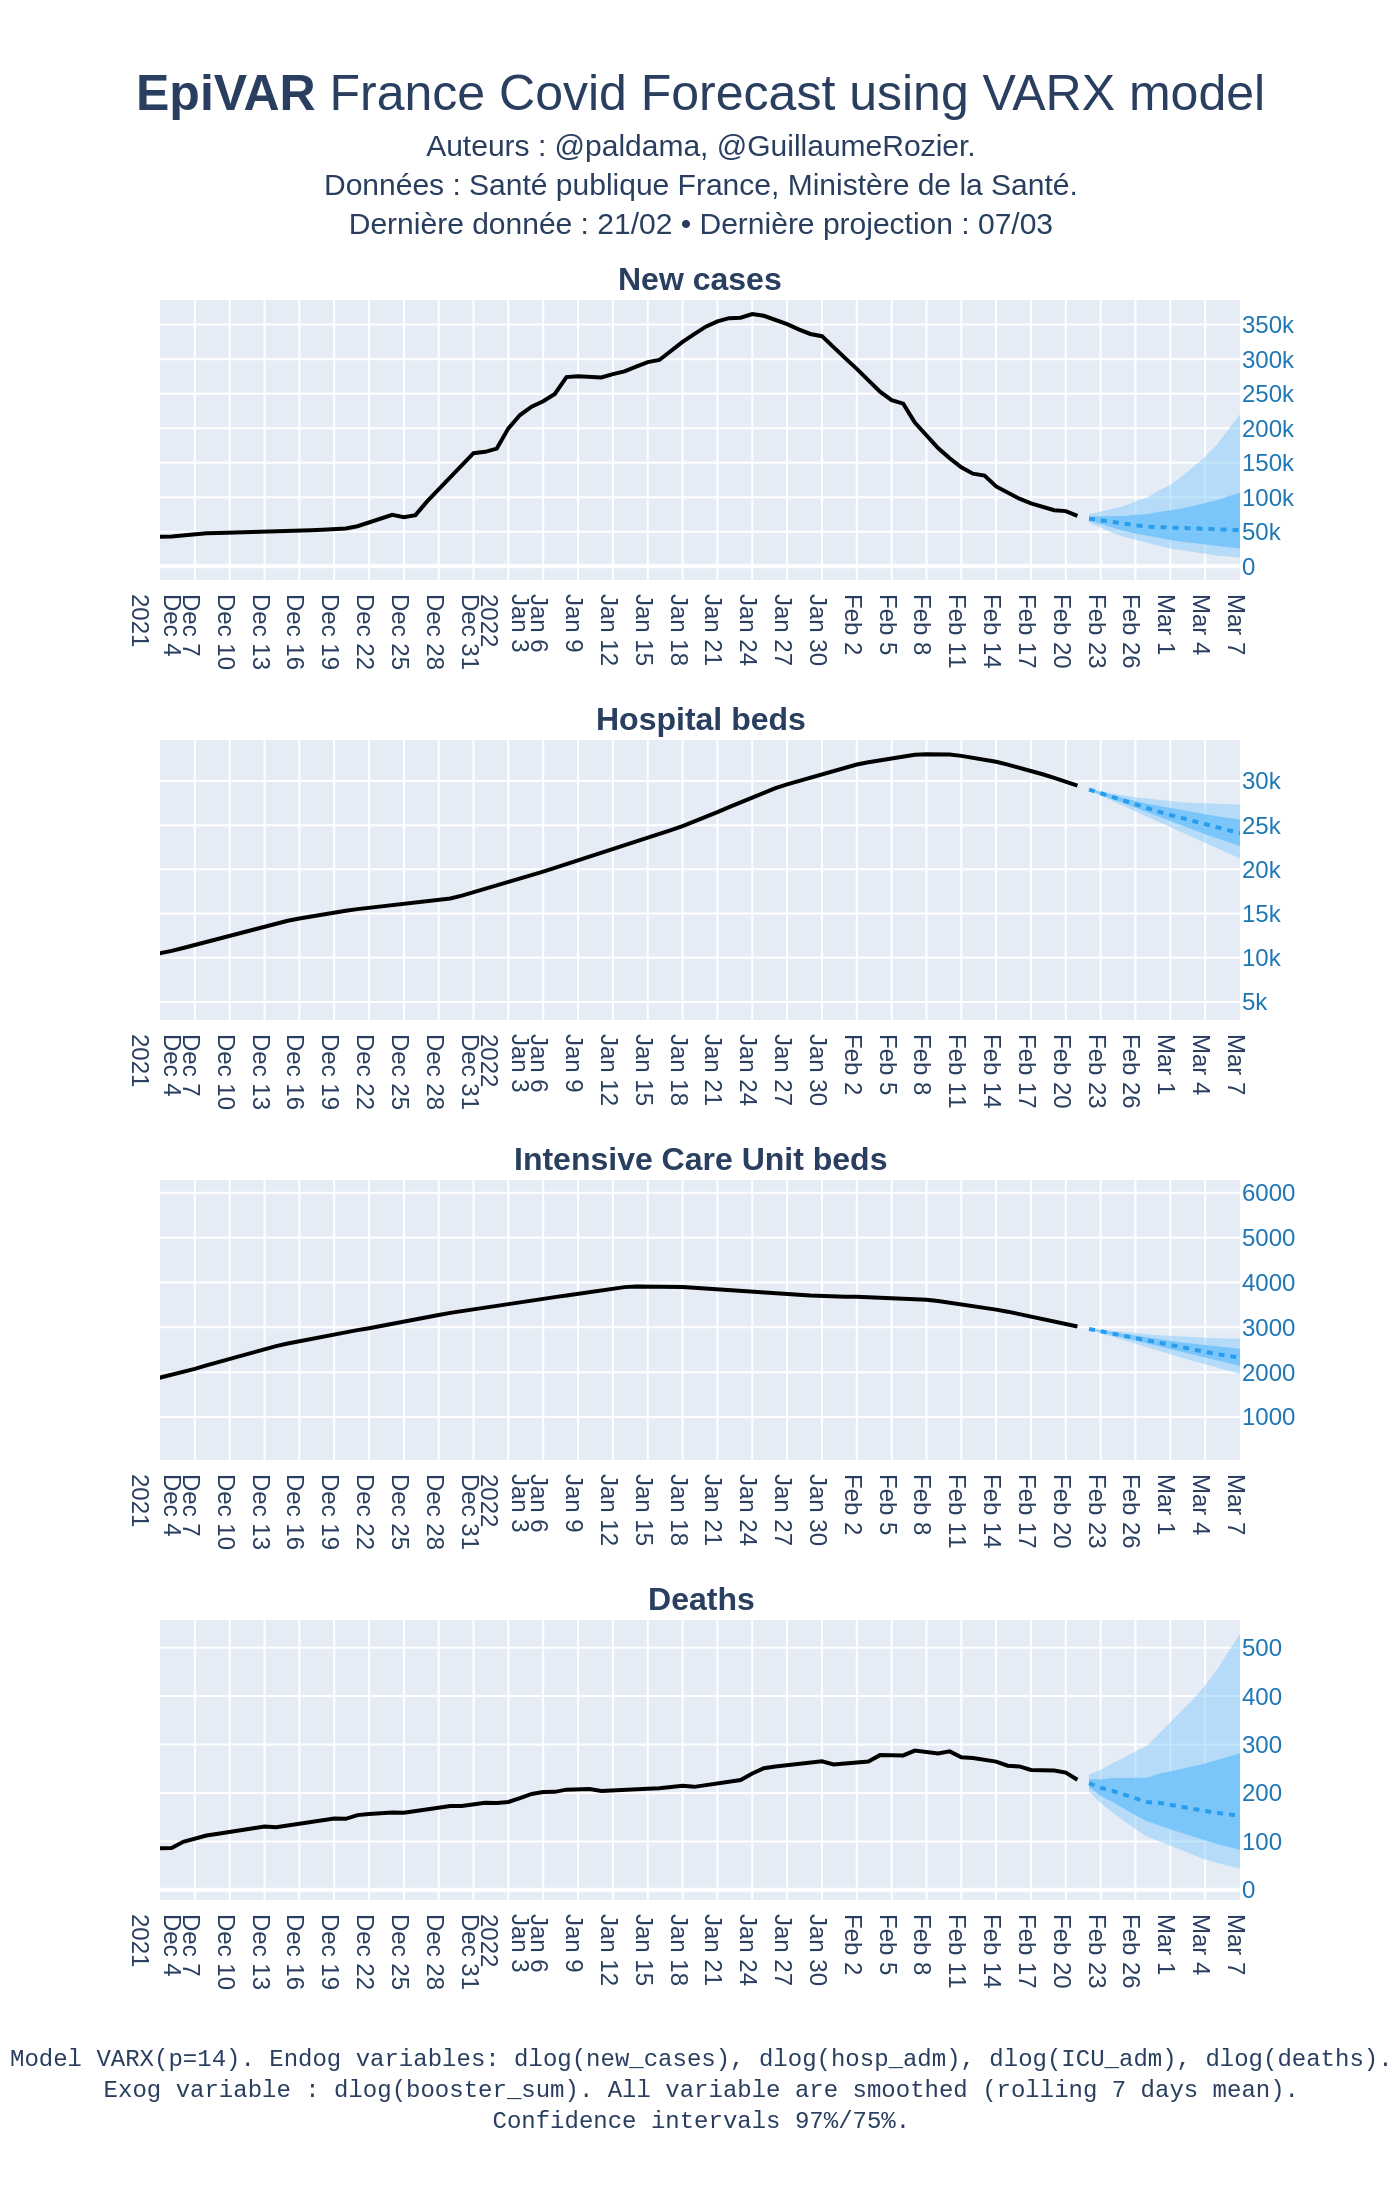 EpiVAR France Covid Forecast using VARX model
Auteurs : @paldama, @GuillaumeRozier.
Données : Santé publique France, Ministère de la Santé.
Dernière donnée : 21/02 • Dernière projection : 07/03
New cases
350k
300k
250k
200k
150k
100k
50k
0
2021 Dec 4 Dec 7 Dec 10 Dec 13 Dec 16 Dec 19 Dec 22 Dec 25 Dec 28 Dec 31 2022 Jan 3 Jan 6 Jan 9 Jan 12 Jan 15 Jan 18 Jan 21 Jan 24 Jan 27 Jan 30 Feb 2 Feb 5 Feb 8 Feb 11 Feb 14 Feb 17 Feb 20 Feb 23 Feb 26 Mar 1 Mar 4 Mar 7
Hospital beds
30k
25k
20k
15k
10k
5k
2021 Dec 4 Dec 7 Dec 10 Dec 13 Dec 16 Dec 19 Dec 22 Dec 25 Dec 28 Dec 31 2022 Jan 3 Jan 6 Jan 9 Jan 12 Jan 15 Jan 18 Jan 21 Jan 24 Jan 27 Jan 30 Feb 2 Feb 5 Feb 8 Feb 11 Feb 14 Feb 17 Feb 20 Feb 23 Feb 26 Mar 1 Mar 4 Mar 7
Intensive Care Unit beds
6000
5000
4000
3000
2000
1000
2021 Dec 4 Dec 7 Dec 10 Dec 13 Dec 16 Dec 19 Dec 22 Dec 25 Dec 28 Dec 31 2022 Jan 3 Jan 6 Jan 9 Jan 12 Jan 15 Jan 18 Jan 21 Jan 24 Jan 27 Jan 30 Feb 2 Feb 5 Feb 8 Feb 11 Feb 14 Feb 17 Feb 20 Feb 23 Feb 26 Mar 1 Mar 4 Mar 7
Deaths
500
400
300
200
100
0
2021 Dec 4 Dec 7 Dec 10 Dec 13 Dec 16 Dec 19 Dec 22 Dec 25 Dec 28 Dec 31 2022 Jan 3 Jan 6 Jan 9 Jan 12 Jan 15 Jan 18 Jan 21 Jan 24 Jan 27 Jan 30 Feb 2 Feb 5 Feb 8 Feb 11 Feb 14 Feb 17 Feb 20 Feb 23 Feb 26 Mar 1 Mar 4 Mar 7
Model VARX(p=14). Endog variables: dlog(new_cases), dlog(hosp_adm), dlog(ICU_adm), dlog(deaths).
Exog variable : dlog(booster_sum). All variable are smoothed (rolling 7 days mean).
Confidence intervals 97%/75%.